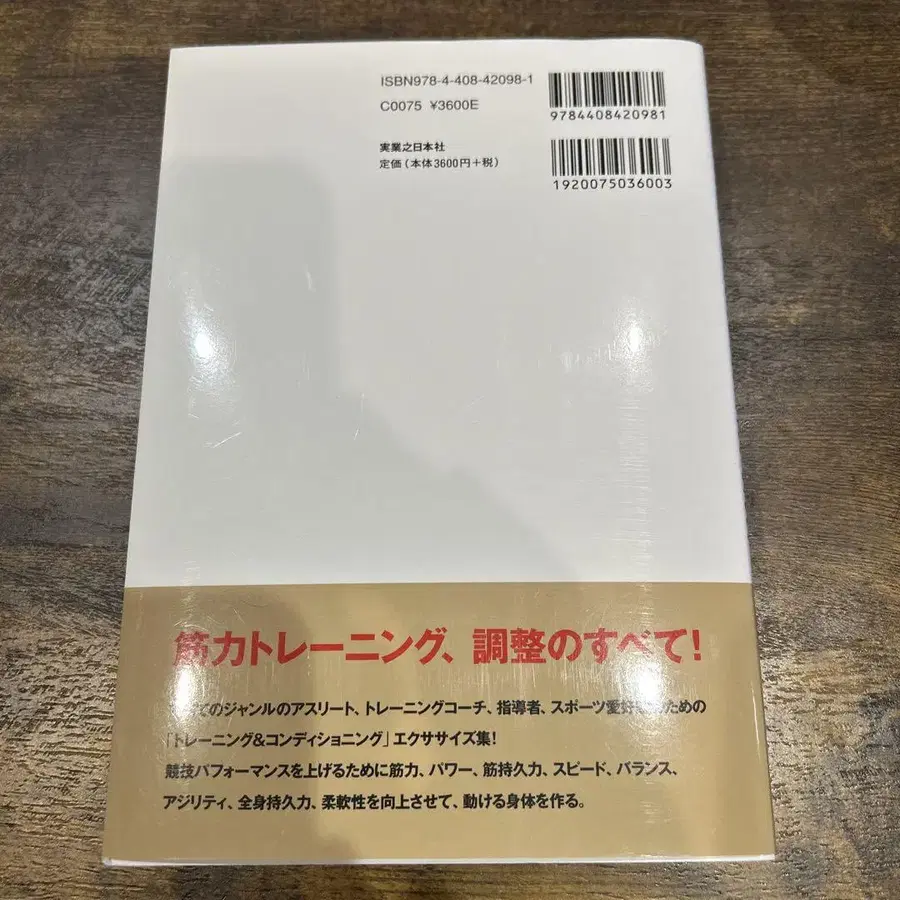 ISBN978-4-408-42098-1
C0075 ¥3600E
9784408420981
実業之日本社
定価（本体3600円＋税）
1920075036003
筋力トレーニング、調整のすべて！
てのジャンルのアスリート、トレーニングコーチ、指導者、スポーツ愛好 ための
「トレーニング&コンディショニング」エクササイズ集！
競技パフォーマンスを上げるために筋力、パワー、筋持久力、スピード、バランス、
アジリティ、全身持久力、柔軟性を向上させて、動ける身体を作る。